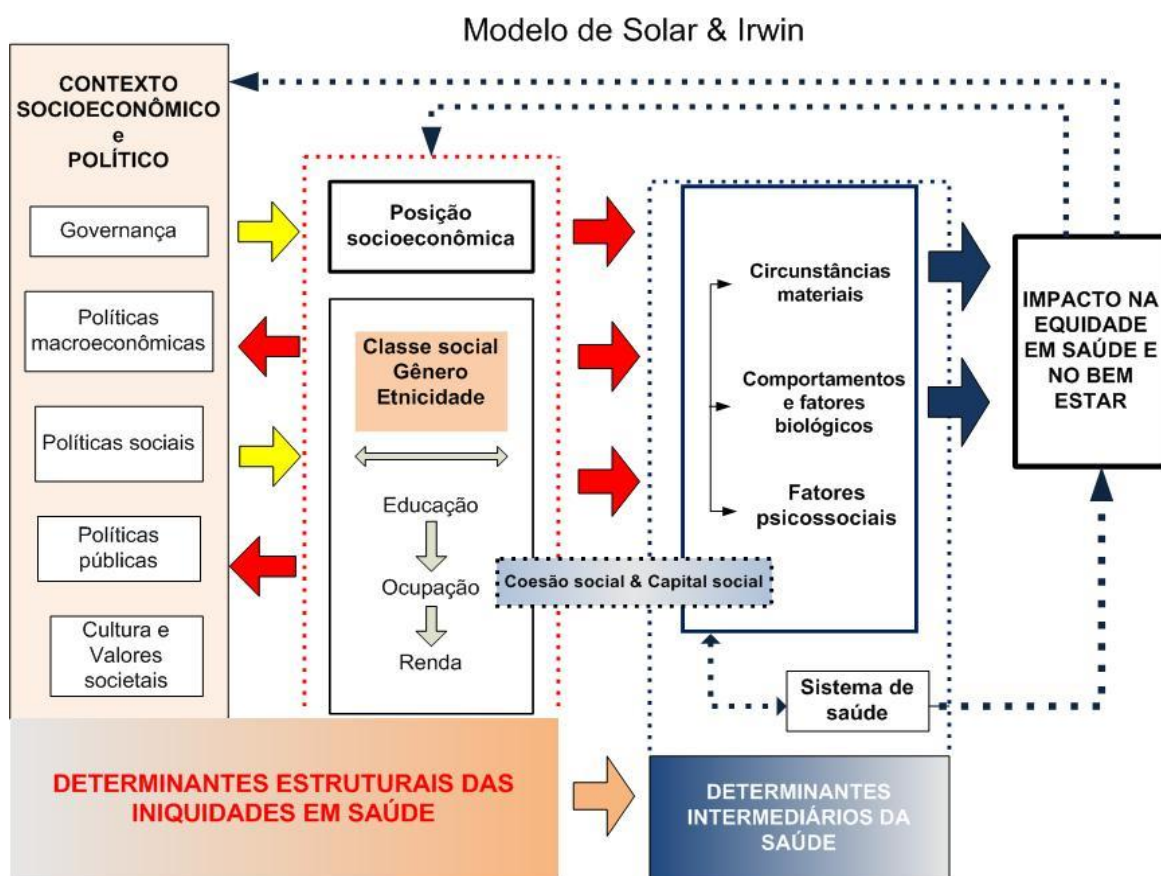 Modelo de Solar & Irwin
CONTEXTO
SOCIOECONÔMICO
e
POLÍTICO
Governança
Políticas
macroeconômicas
Políticas sociais
Políticas
públicas
Cultura e
Valores
societais
Posição
socioeconômica
Classe social
Gênero
Etnicidade
Educação
Ocupação
Renda
Coesão social & Capital social
Circunstâncias
materiais
Comportamentos
e fatores
biológicos
Fatores
psicossociais
Sistema de
saúde
IMPACTO NA
EQUIDADE
EM SAÚDE E
NO BEM
ESTAR
DETERMINANTES ESTRUTURAIS DAS
INIQUIDADES EM SAÚDE
DETERMINANTES
INTERMEDIÁRIOS DA
SAÚDE